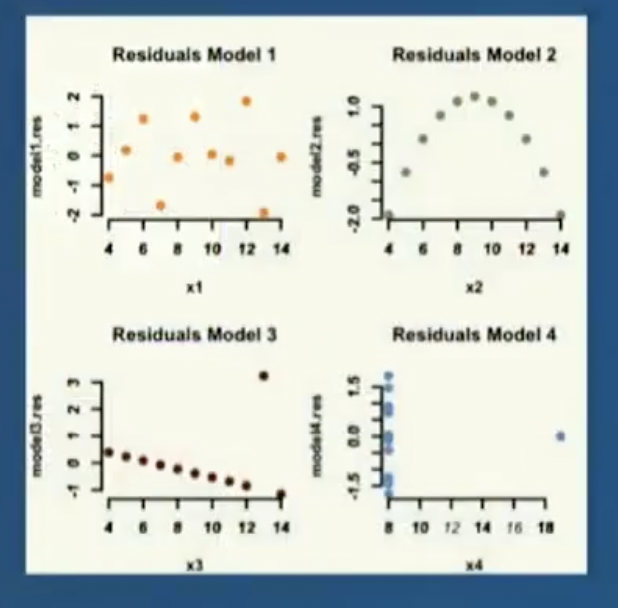 Residuals Model 1
model1.res
2
1
0
-1
-2
4 6 8 10 12 14
x1
Residuals Model 2
model2.res
1.0
-0.5
-2.0
4 6 8 10 12 14
x2
Residuals Model 3
model3.res
3
2
1
0
-1
4 6 8 10 12 14
x3
Residuals Model 4
model4.res
1.5
0.0
-1.5
8 10 12 14 16 18
x4